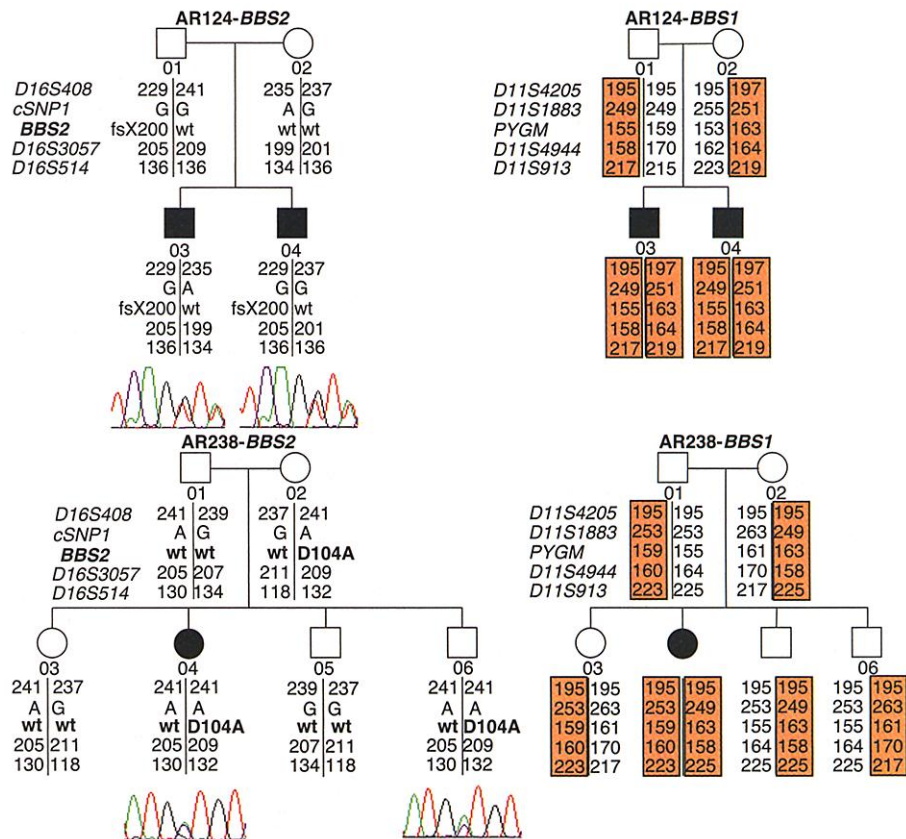 AR124-BBS2
01 02
D16S408 229 241 235 237
cSNP1 G G A G
BBS2 fsX200 wt wt wt
D16S3057 205 209 199 201
D16S514 136 136 134 136
03 04
229 235 229 237
G A G G
fsX200 wt fsX200 wt
205 199 205 201
136 134 136 136
AR124-BBS1
01 02
D11S4205 195 195 195 197
D11S1883 249 249 255 251
PYGM 155 159 153 163
D11S4944 158 170 162 164
D11S913 217 215 223 219
03 04
195 197 195 197
249 251 249 251
155 163 155 163
158 164 158 164
217 219 217 219
AR238-BBS2
01 02
D16S408 241 239 237 241
cSNP1 A G G A
BBS2 wt wt wt D104A
D16S3057 205 207 211 209
D16S514 130 134 118 132
03 04 05 06
241 237 241 241 239 237 241 241
A G A A G G A A
wt wt wt D104A wt wt wt D104A
205 211 205 209 207 211 205 209
130 118 130 132 134 118 130 132
AR238-BBS1
01 02
D11S4205 195 195 195 195
D11S1883 253 253 263 249
PYGM 159 155 161 163
D11S4944 160 164 170 158
D11S913 223 225 217 225
03 06
195 195 195 195 195 195 195 195
253 263 253 249 253 249 253 263
159 161 159 163 155 163 155 161
160 170 160 158 164 158 164 170
223 217 223 225 225 225 225 217